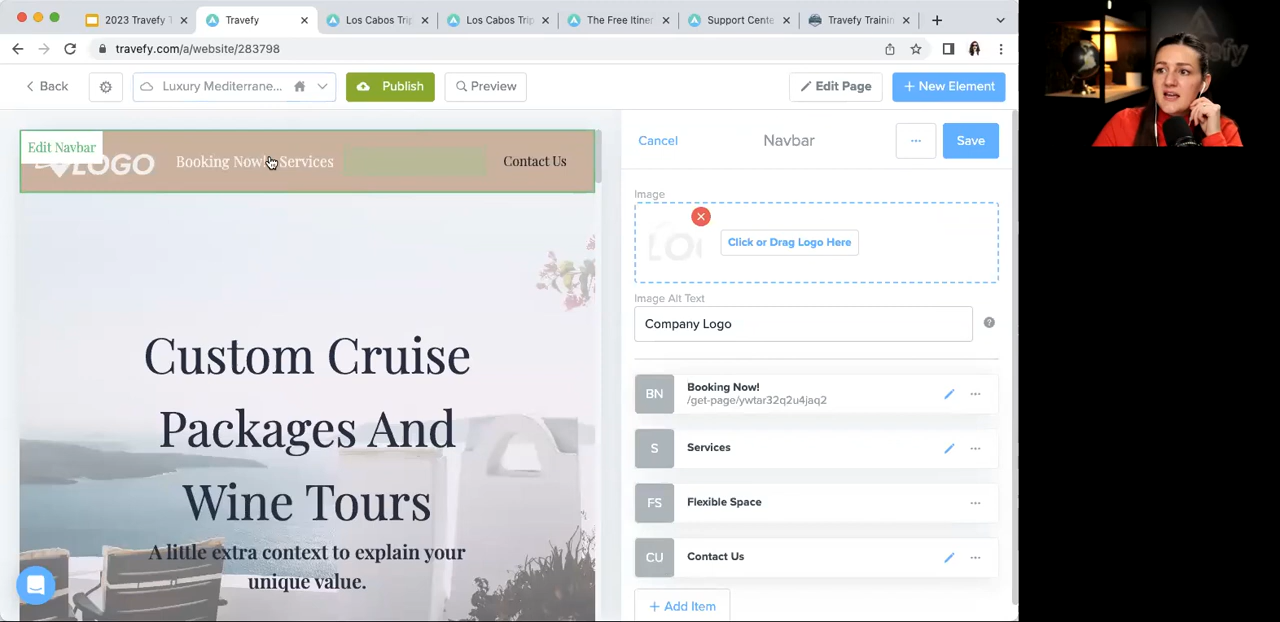 2023 Travefy T
Travefy
Los Cabos Trip
Los Cabos Trip
The Free Itiner
Support Cente
Travefy Trainin
travefy.com/a/website/283798
Back
Luxury Mediterrane...
Publish
Preview
Edit Page
+ New Element
Edit Navbar
LOGO
Booking Now!
Services
Contact Us
Cancel
Navbar
...
Save
Image
Click or Drag Logo Here
Image Alt Text
Company Logo
BN
Booking Now!
/get-page/ywtar32q2u4jaq2
S
Services
FS
Flexible Space
CU
Contact Us
+ Add Item
Custom Cruise
Packages And
Wine Tours
A little extra context to explain your
unique value.